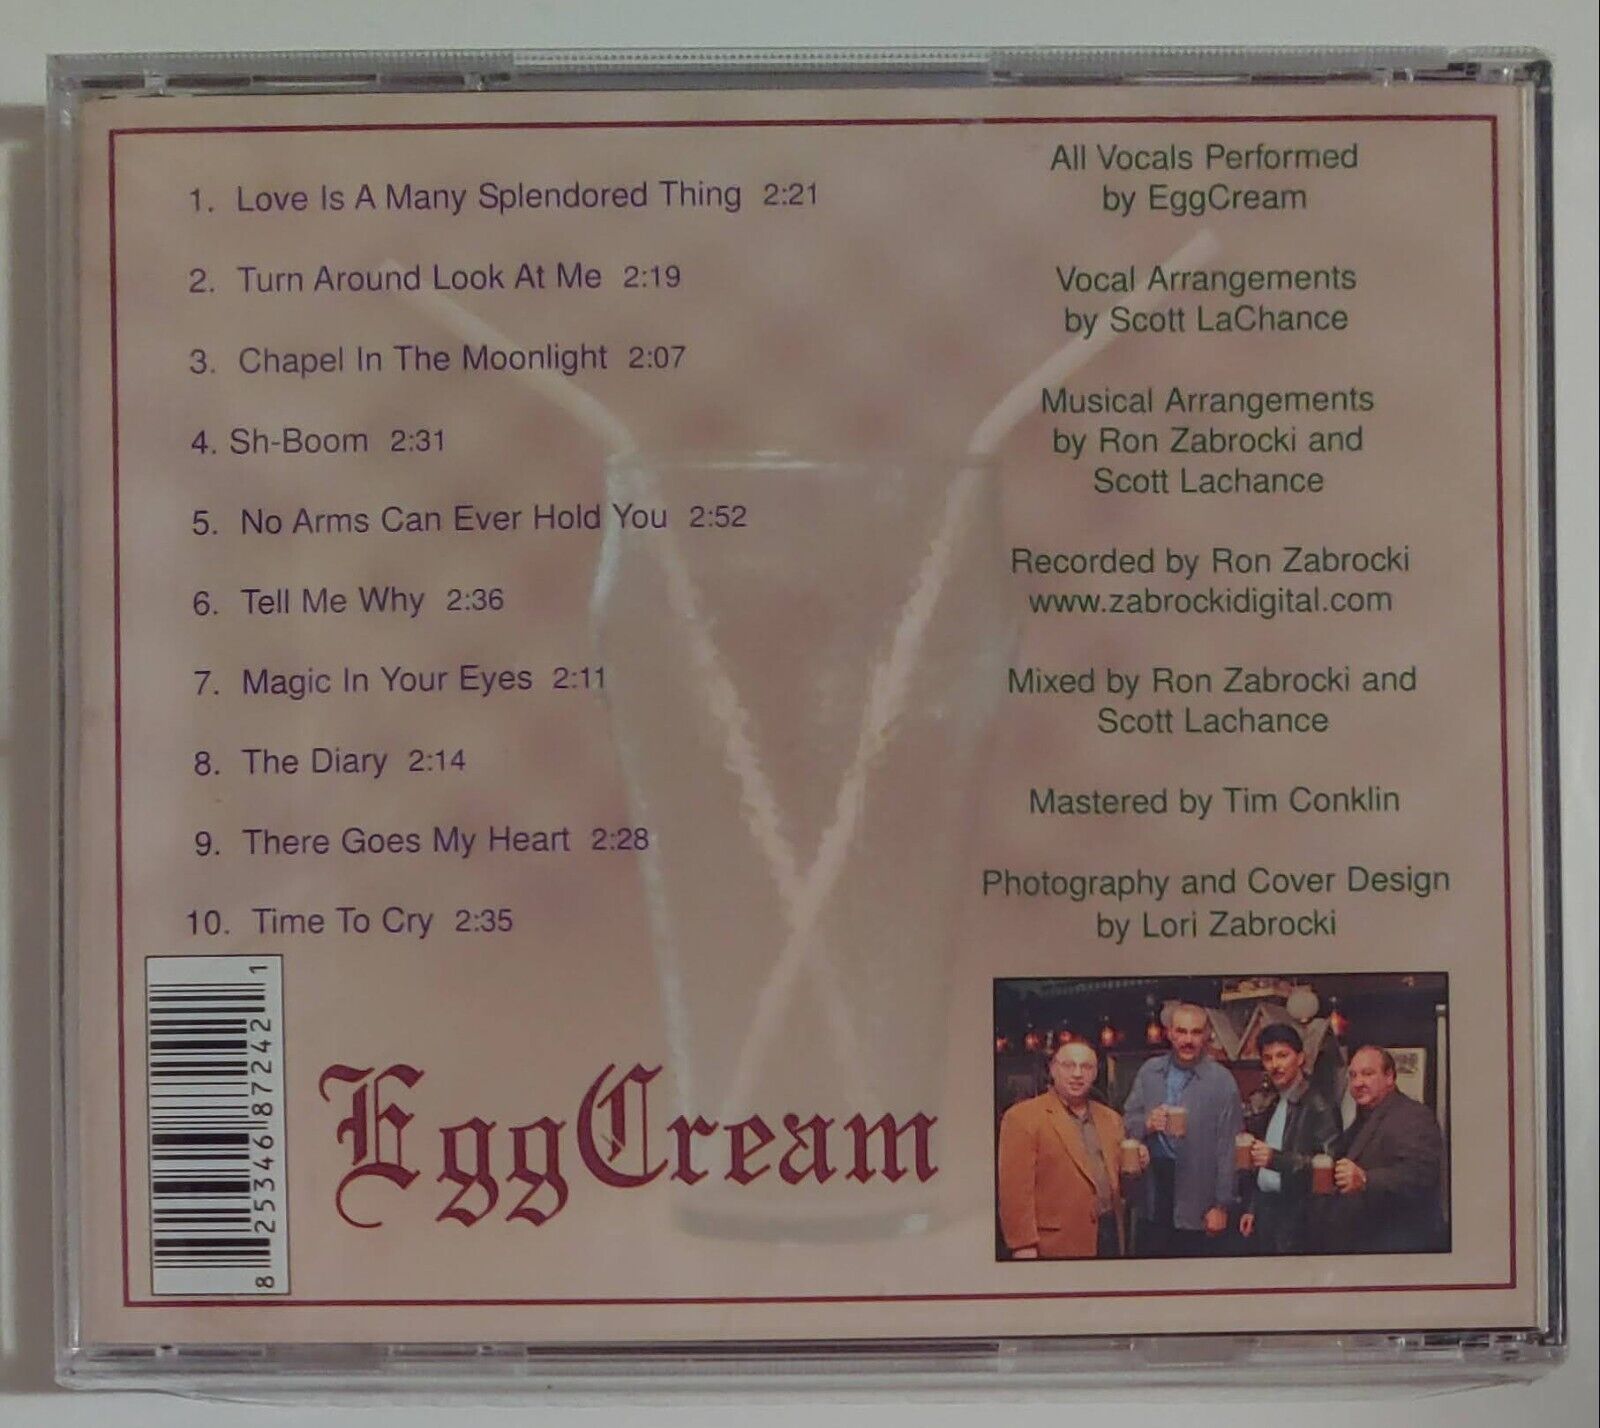 1. Love Is A Many Splendored Thing 2:21
2. Turn Around Look At Me 2:19
3. Chapel In The Moonlight 2:07
4. Sh-Boom 2:31
5. No Arms Can Ever Hold You 2:52
6. Tell Me Why 2:36
7. Magic In Your Eyes 2:11
8. The Diary 2:14
9. There Goes My Heart 2:28
10. Time To Cry 2:35
All Vocals Performed
by EggCream
Vocal Arrangements
by Scott LaChance
Musical Arrangements
by Ron Zabrocki and
Scott Lachance
Recorded by Ron Zabrocki
www.zabrockidigital.com
Mixed by Ron Zabrocki and
Scott Lachance
Mastered by Tim Conklin
Photography and Cover Design
by Lori Zabrocki
8 25346 87242 1
EggCream